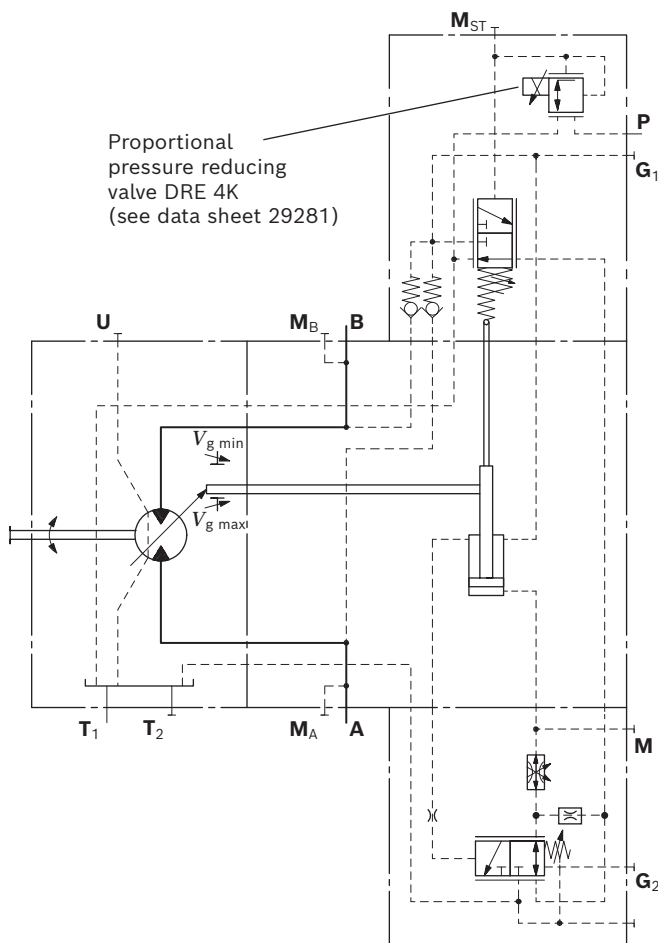 M_ST
P
Proportional
pressure reducing
valve DRE 4K
(see data sheet 29281)
G_1
U
M_B B
V_g min
V_g max
T_1 T_2 M_A A
M
G_2